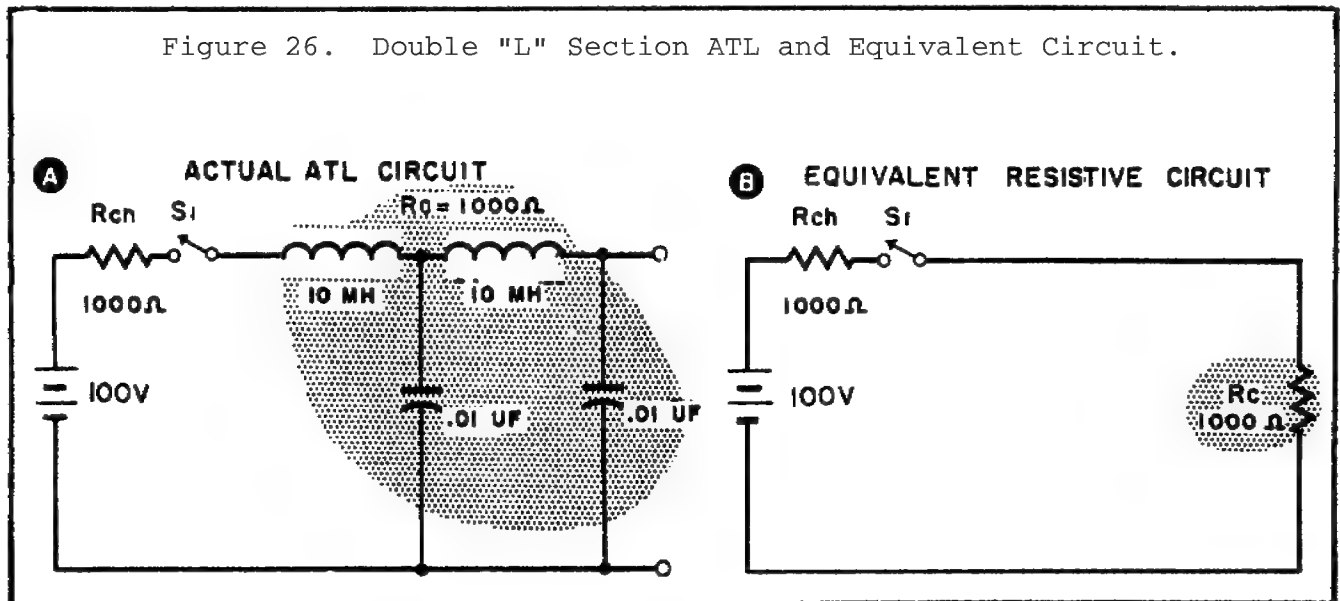 Figure 26. Double "L" Section ATL and Equivalent Circuit.
A ACTUAL ATL CIRCUIT
Rch S1
Ro = 1000Ω
10 MH
10 MH
1000Ω
100V
.01 UF
.01 UF
B EQUIVALENT RESISTIVE CIRCUIT
Rch S1
1000Ω
100V
Rc
1000 Ω